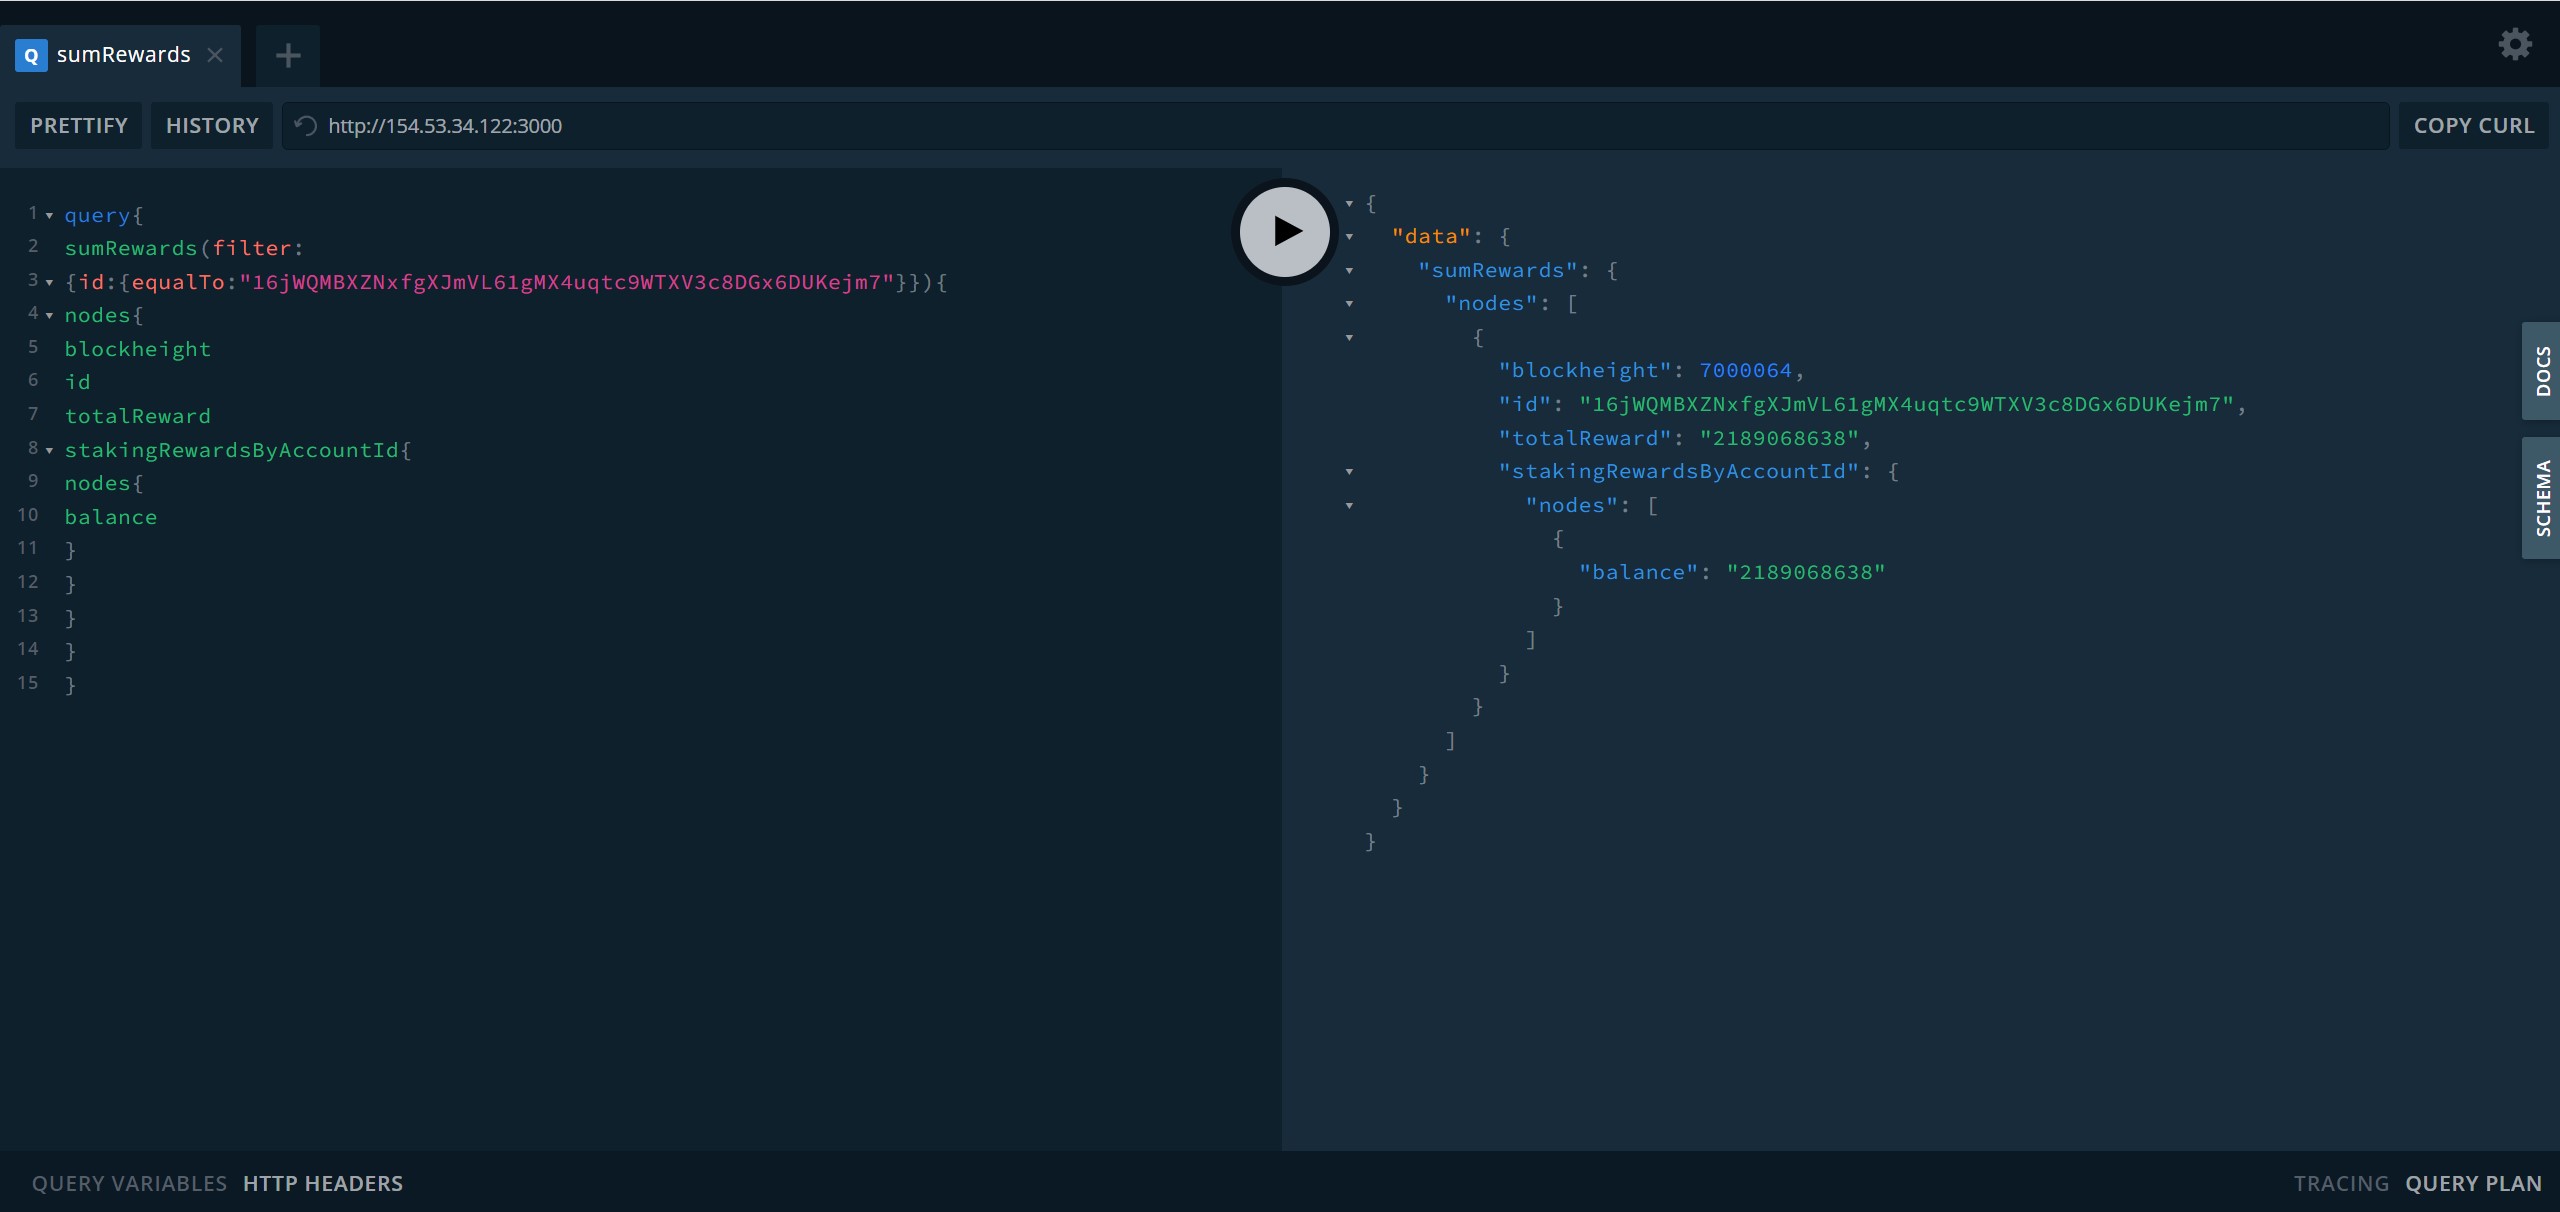 Q sumRewards
PRETTIFY HISTORY http://154.53.34.122:3000 COPY CURL
1 query{
2 sumRewards(filter:
3 {id:{equalTo:"16jWQMBXZNxfgXJmVL61gMX4uqtc9WTXV3c8DGx6DUKejm7"}}){
4 nodes{
5 blockheight
6 id
7 totalReward
8 stakingRewardsByAccountId{
9 nodes{
10 balance
11 }
12 }
13 }
14 }
15 }
{
"data": {
"sumRewards": {
"nodes": [
{
"blockheight": 7000064,
"id": "16jWQMBXZNxfgXJmVL61gMX4uqtc9WTXV3c8DGx6DUKejm7",
"totalReward": "2189068638",
"stakingRewardsByAccountId": {
"nodes": [
{
"balance": "2189068638"
}
]
}
}
]
}
}
}
DOCS
SCHEMA
QUERY VARIABLES HTTP HEADERS
TRACING QUERY PLAN